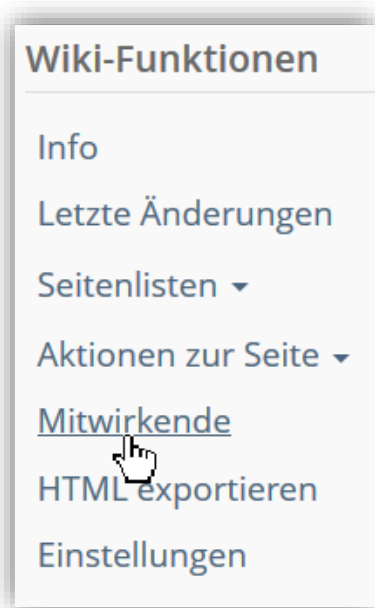 Wiki-Funktionen
Info
Letzte Änderungen
Seitenlisten
Aktionen zur Seite
Mitwirkende
HTML exportieren
Einstellungen